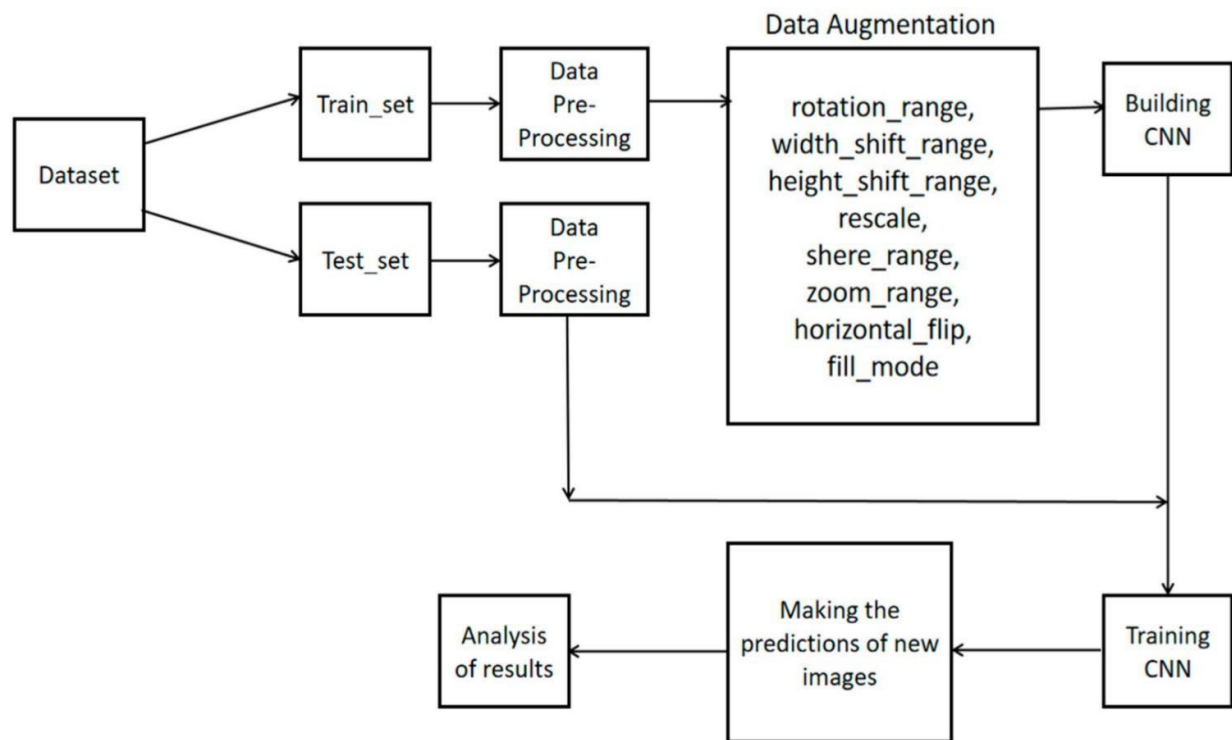 Data Augmentation
Dataset
Train_set
Data
Pre-
Processing
rotation_range,
width_shift_range,
height_shift_range,
rescale,
shere_range,
zoom_range,
horizontal_flip,
fill_mode
Building
CNN
Test_set
Data
Pre-
Processing
Training
CNN
Making the
predictions of new
images
Analysis
of results